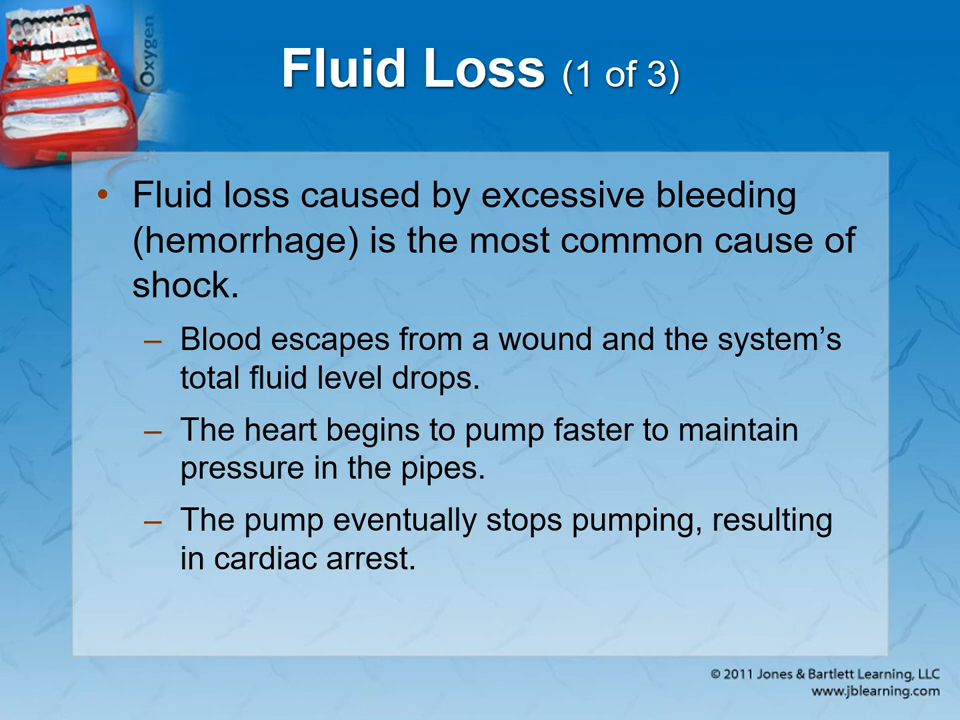 Oxygen
Fluid Loss (1 of 3)
• Fluid loss caused by excessive bleeding
(hemorrhage) is the most common cause of
shock.
– Blood escapes from a wound and the system’s
total fluid level drops.
– The heart begins to pump faster to maintain
pressure in the pipes.
– The pump eventually stops pumping, resulting
in cardiac arrest.
© 2011 Jones & Bartlett Learning, LLC
www.jblearning.com